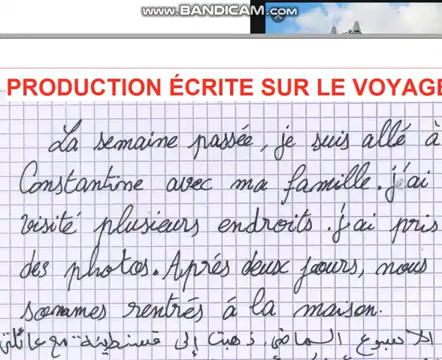 www.BANDICAM.com
PRODUCTION ÉCRITE SUR LE VOYAGE
La semaine passée, je suis allé à
Constantine avec ma famille. j'ai
visité plusieurs endroits. j'ai pris
des photos. Aprés deux jours, nous
sommes rentrés à la maison.
الاسبوع الماضي ذهبت إلى قسنطينة مع عائلتي